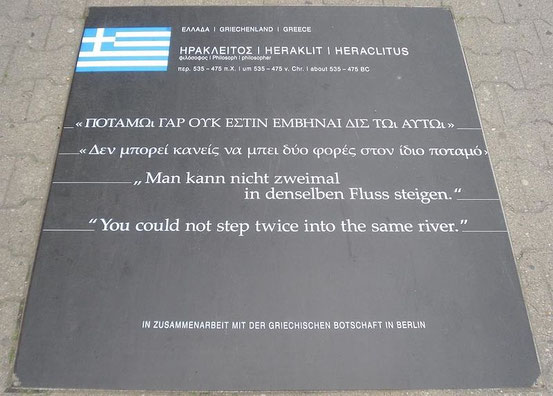 ΕΛΛΑΔΑ | GRIECHENLAND | GREECE
ΗΡΑΚΛΕΙΤΟΣ | HERAKLIT | HERACLITUS
φιλόσοφος | Philosoph | philosopher
περ. 535 – 475 π.Χ. | um 535 - 475 v. Chr. | about 535 - 475 BC
« ΠΟΤΑΜΩι ΓΑΡ ΟΥΚ ΕΣΤΙΝ ΕΜΒΗΝΑΙ ΔΙΣ ΤΩι ΑΥΤΩι »
«Δεν μπορεί κανείς να μπει δύο φορές στον ίδιο ποταμό»
„Man kann nicht zweimal
in denselben Fluss steigen.“
“You could not step twice into the same river.”
IN ZUSAMMENARBEIT MIT DER GRIECHISCHEN BOTSCHAFT IN BERLIN